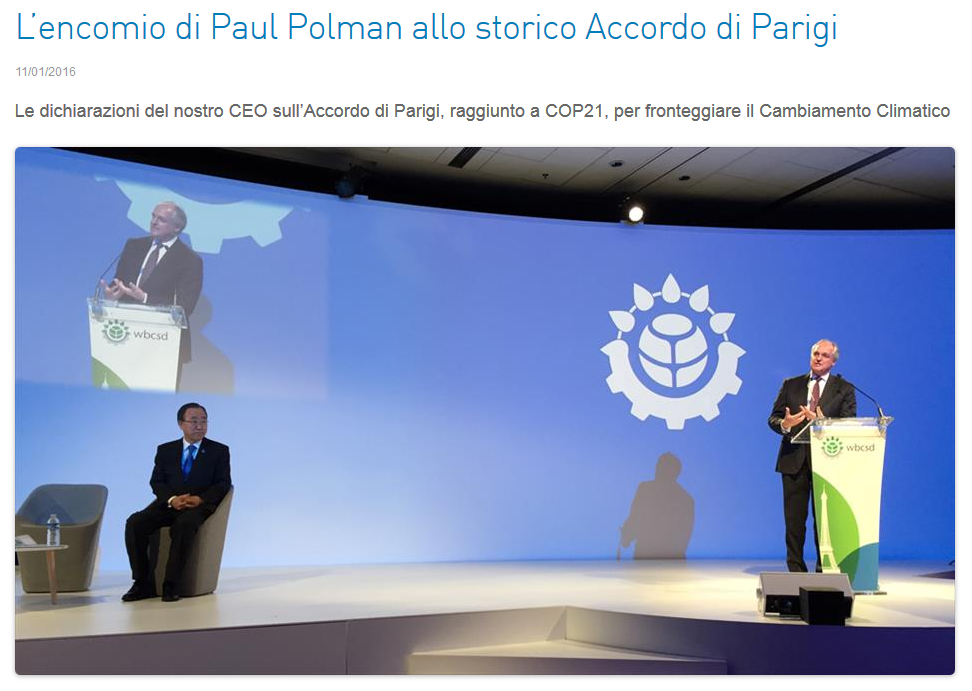 L'encomio di Paul Polman allo storico Accordo di Parigi
11/01/2016
Le dichiarazioni del nostro CEO sull'Accordo di Parigi, raggiunto a COP21, per fronteggiare il Cambiamento Climatico
wbcsd
wbcsd